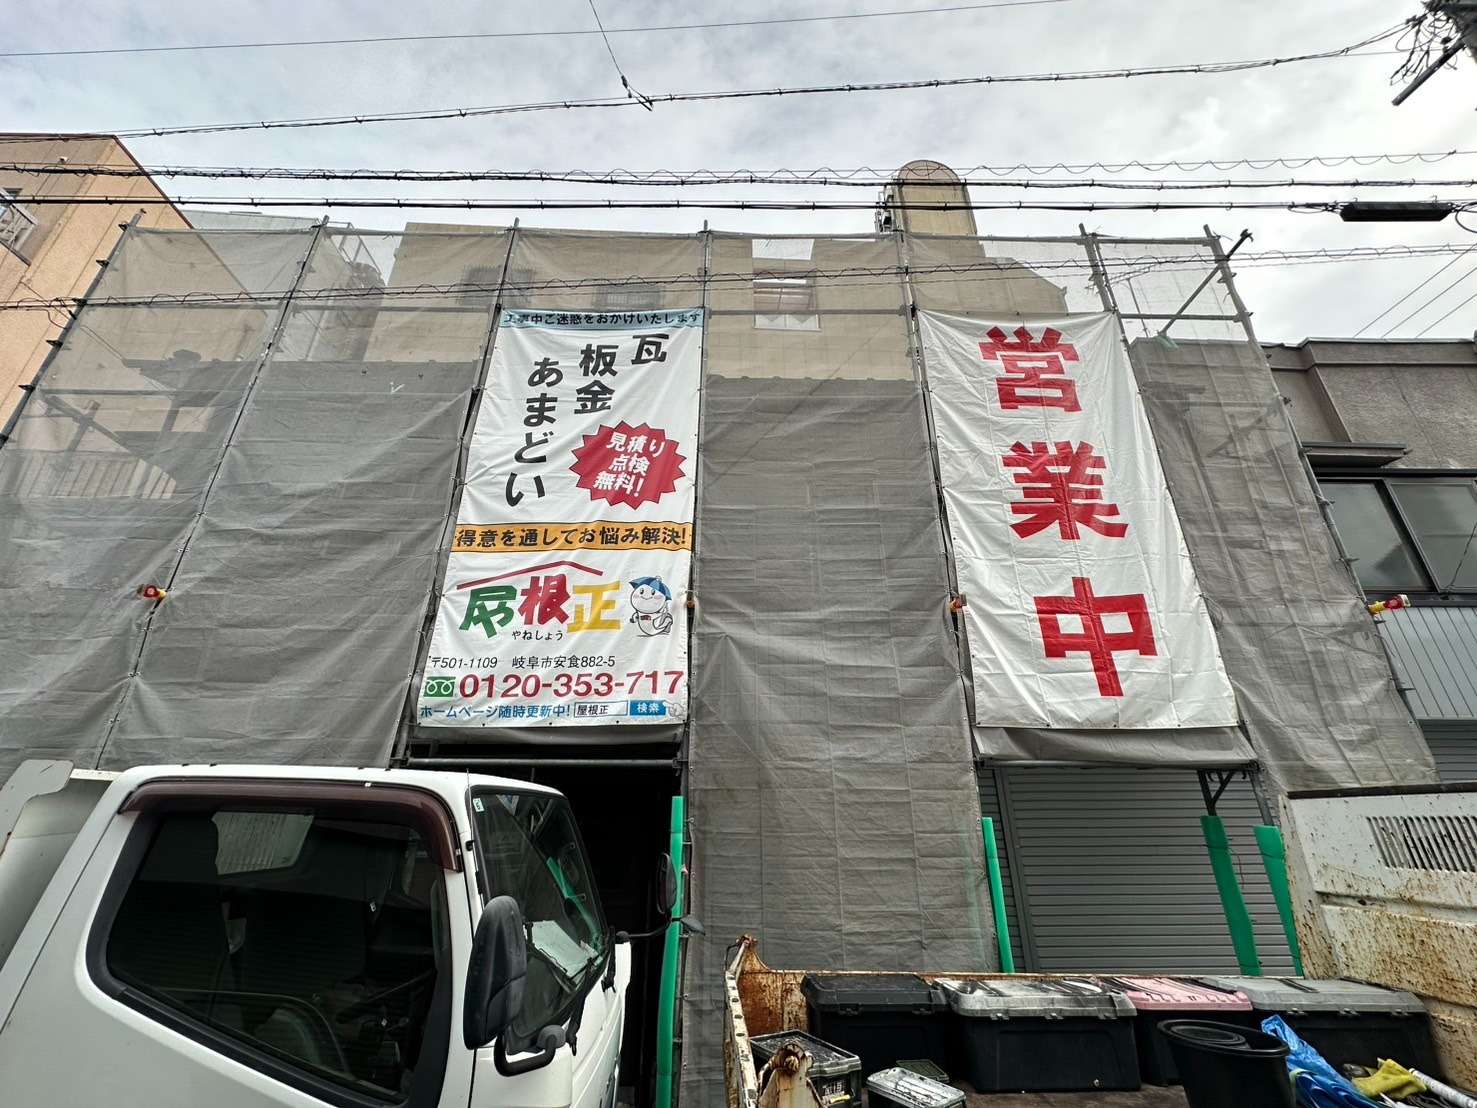 工事中ご迷惑をおかけいたします
瓦
板金
あまどい
見積り
点検
無料!
得意を通してお悩み解決!
屋根正
やねしょう
〒501-1109 岐阜市安食882-5
0120-353-717
ホームページ随時更新中! 屋根正 検索
営業中